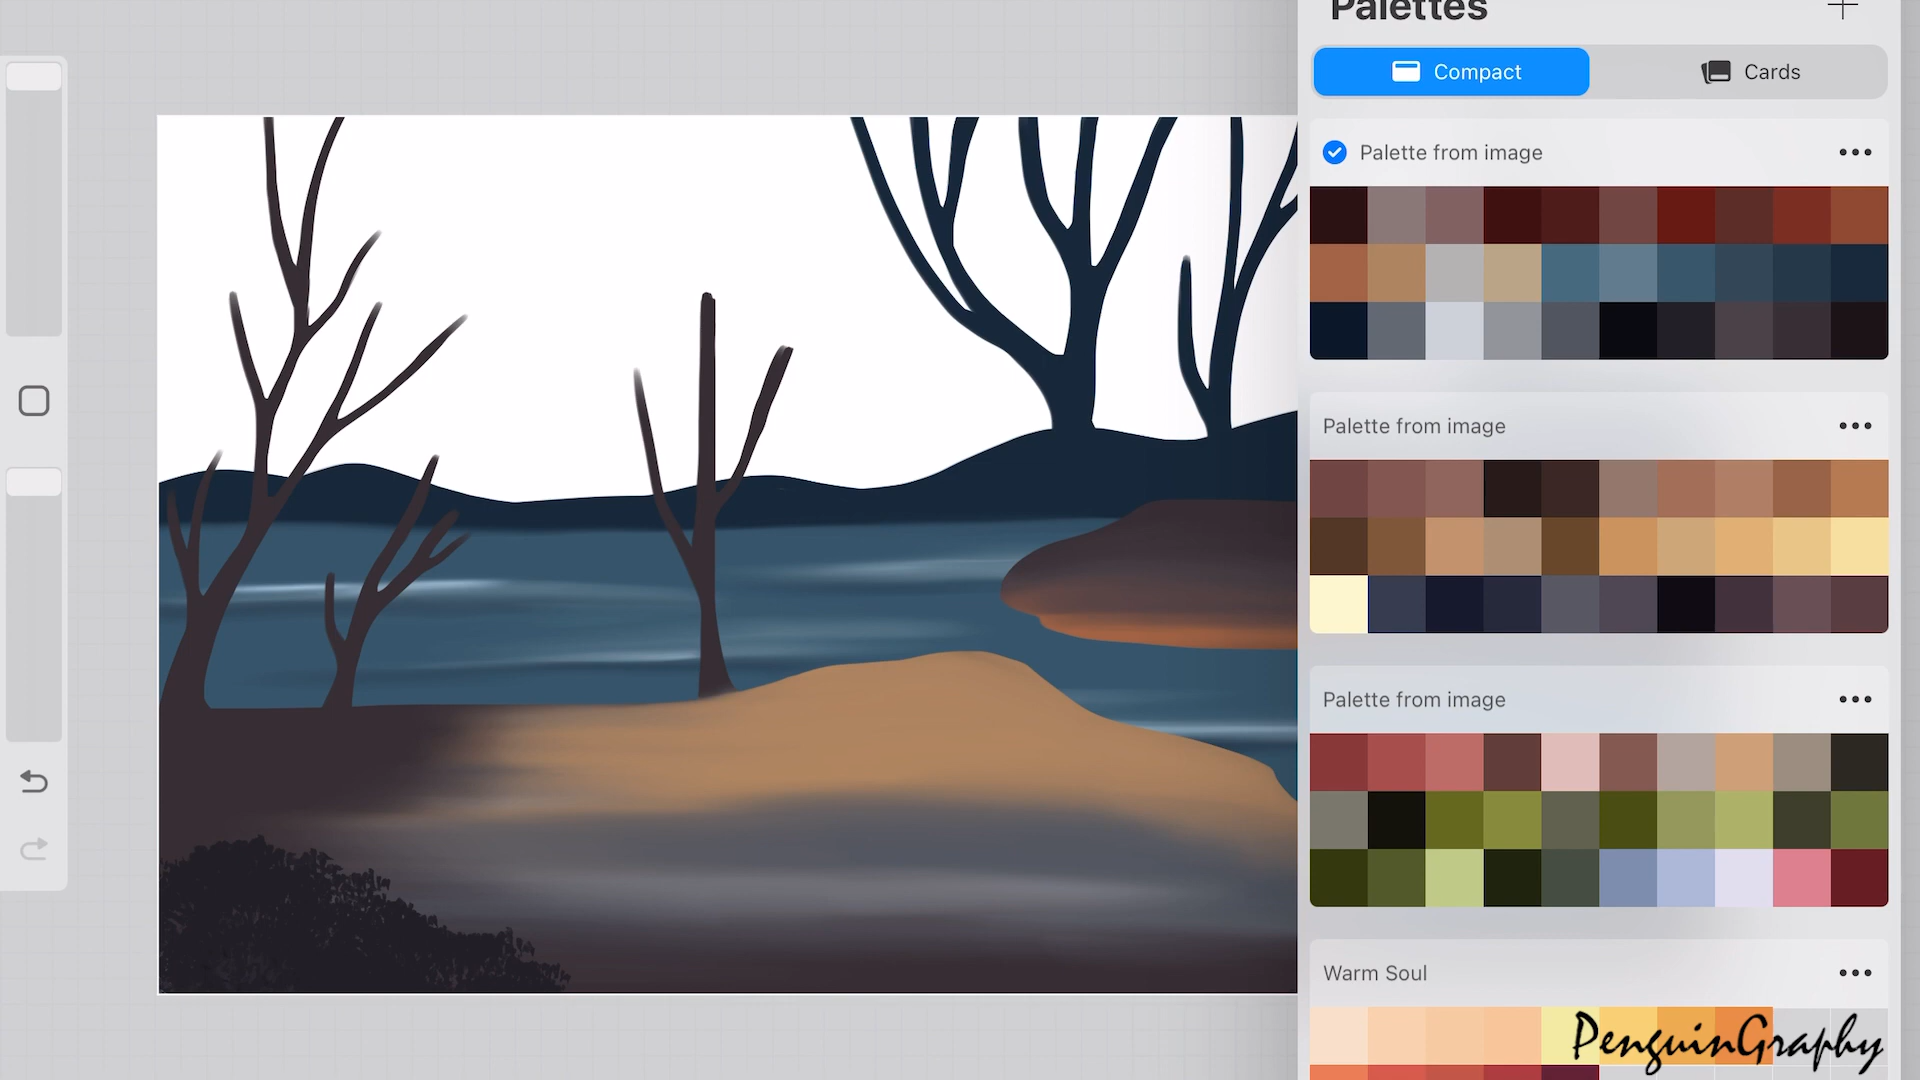 Palettes
Compact
Cards
Palette from image
Palette from image
Palette from image
Warm Soul
PenguinGraphy